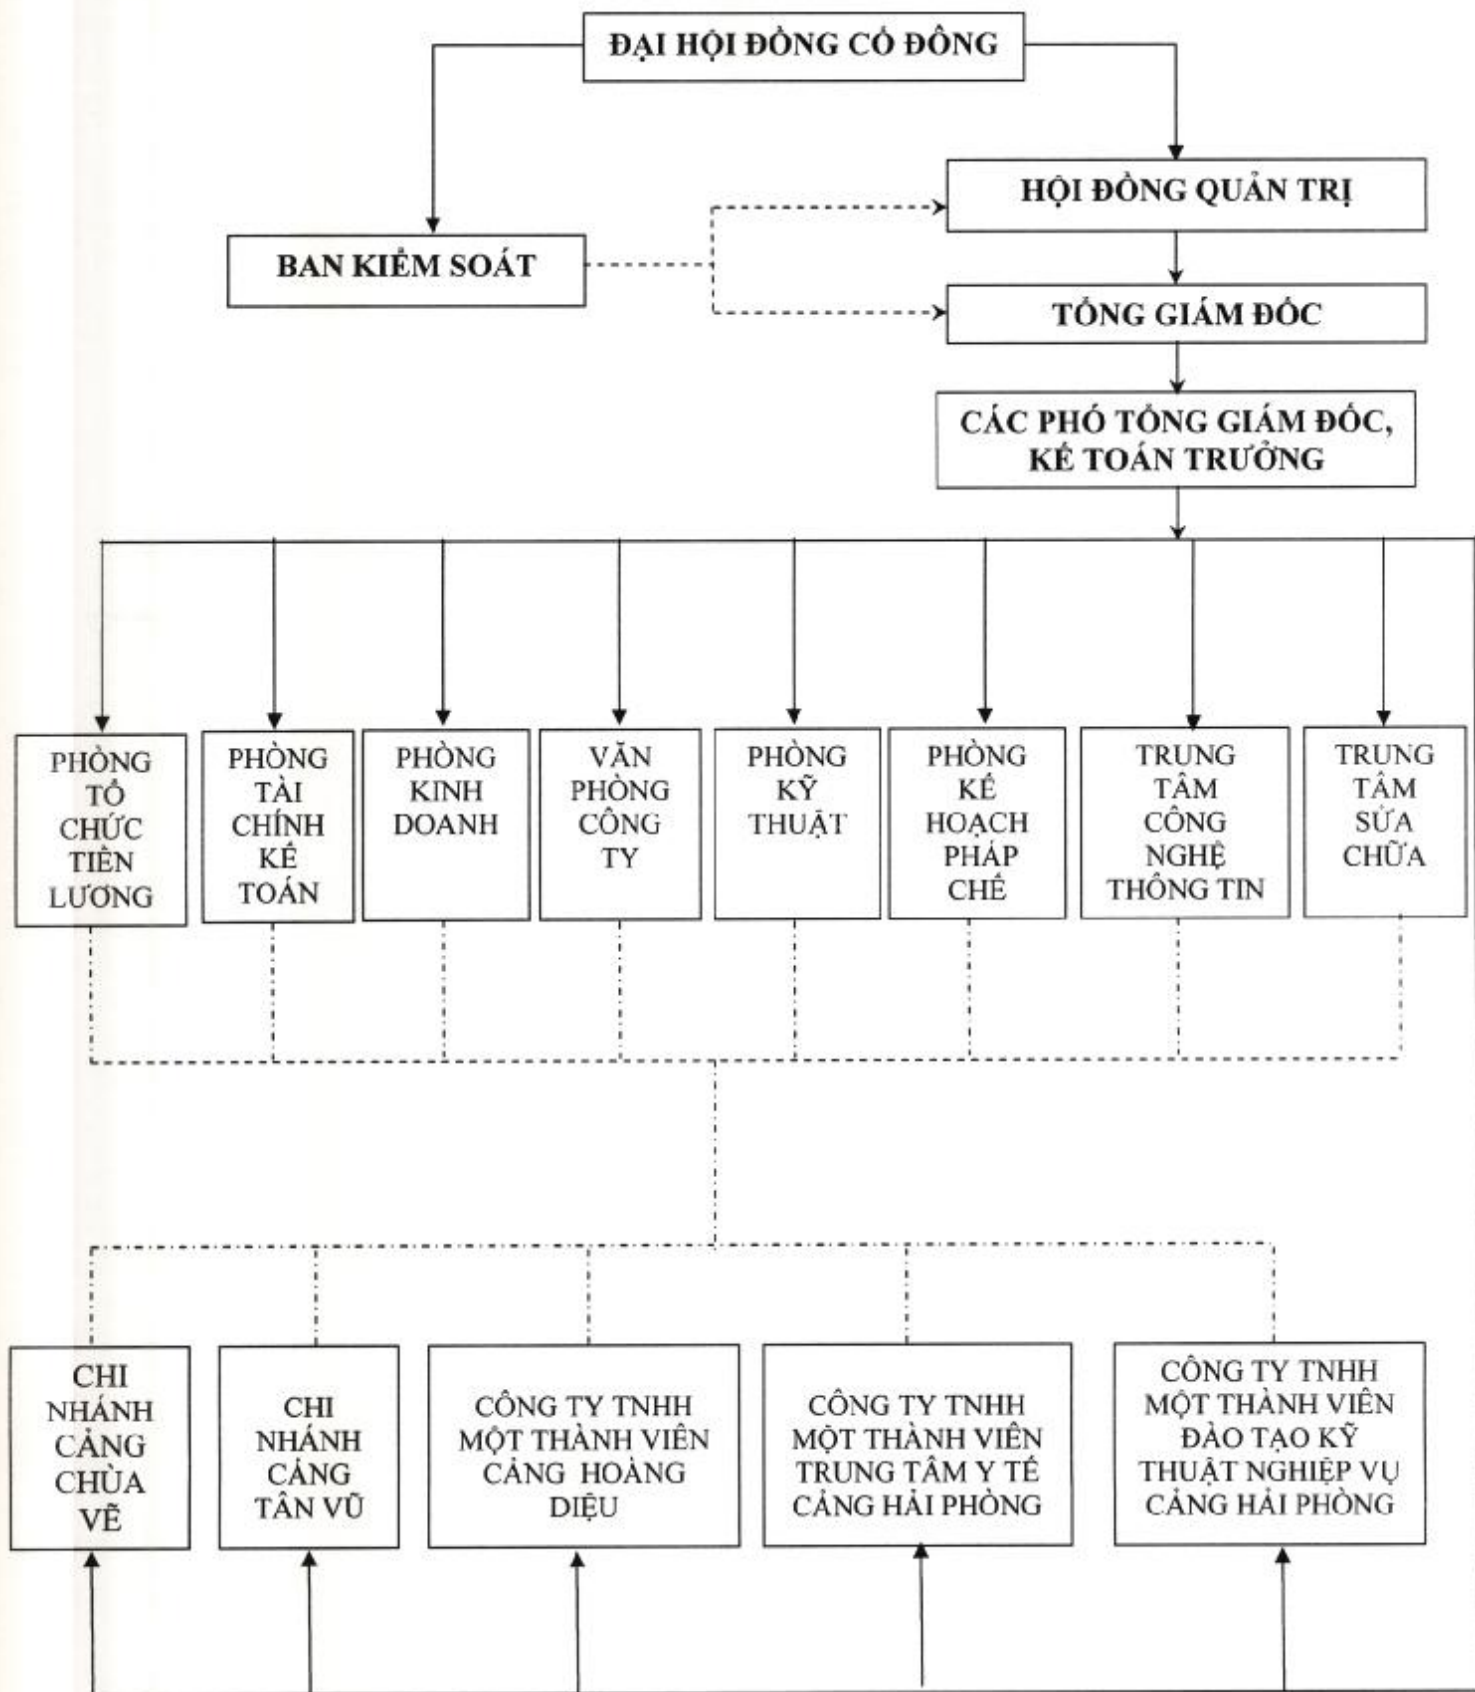 ĐẠI HỘI ĐỒNG CỔ ĐÔNG
HỘI ĐỒNG QUẢN TRỊ
BAN KIỂM SOÁT
TỔNG GIÁM ĐỐC
CÁC PHÓ TỔNG GIÁM ĐỐC,
KẾ TOÁN TRƯỞNG
PHÒNG
TỔ
CHỨC
TIỀN
LƯƠNG
PHÒNG
TÀI
CHÍNH
KẾ
TOÁN
PHÒNG
KINH
DOANH
VĂN
PHÒNG
CÔNG
TY
PHÒNG
KỸ
THUẬT
PHÒNG
KẾ
HOẠCH
PHÁP
CHẾ
TRUNG
TÂM
CÔNG
NGHỆ
THÔNG TIN
TRUNG
TÂM
SỬA
CHỮA
CHI
NHÁNH
CẢNG
CHÙA
VẼ
CHI
NHÁNH
CẢNG
TÂN VŨ
CÔNG TY TNHH
MỘT THÀNH VIÊN
CẢNG HOÀNG
DIỆU
CÔNG TY TNHH
MỘT THÀNH VIÊN
TRUNG TÂM Y TẾ
CẢNG HẢI PHÒNG
CÔNG TY TNHH
MỘT THÀNH VIÊN
ĐÀO TẠO KỸ
THUẬT NGHIỆP VỤ
CẢNG HẢI PHÒNG